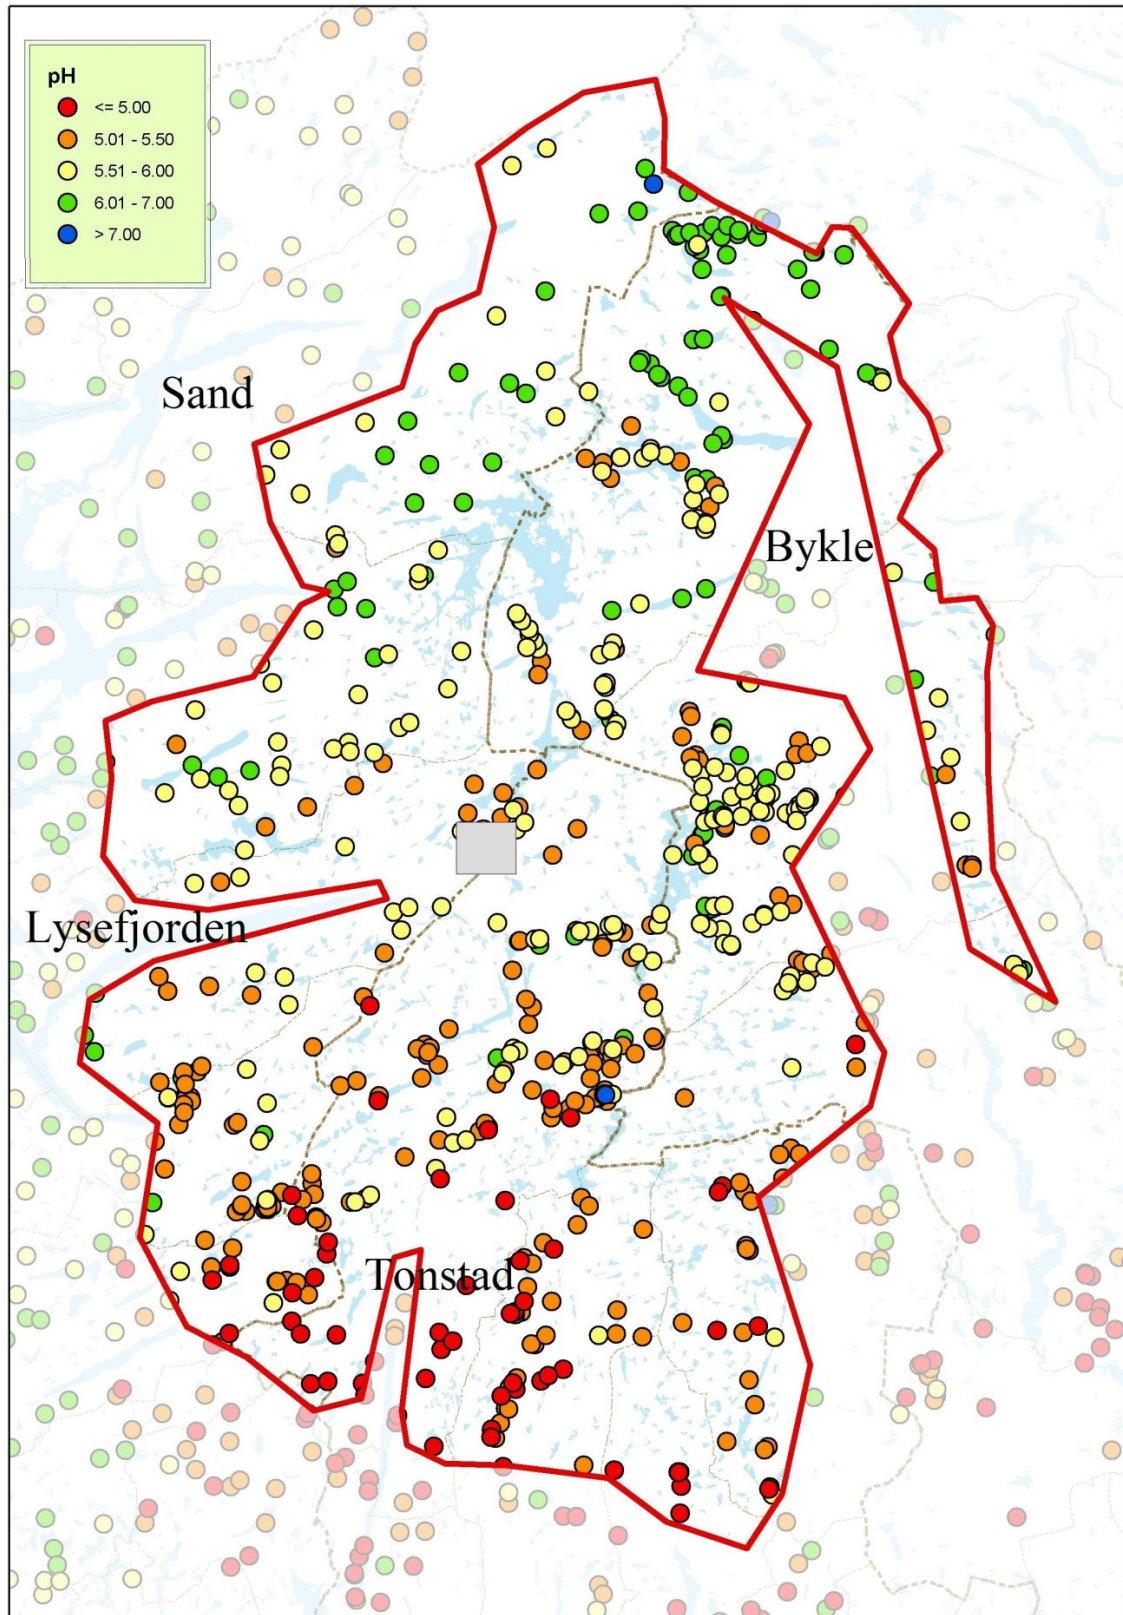 pH
<= 5.00
5.01 - 5.50
5.51 - 6.00
6.01 - 7.00
> 7.00
Sand
Bykle
Lysefjorden
Tonstad